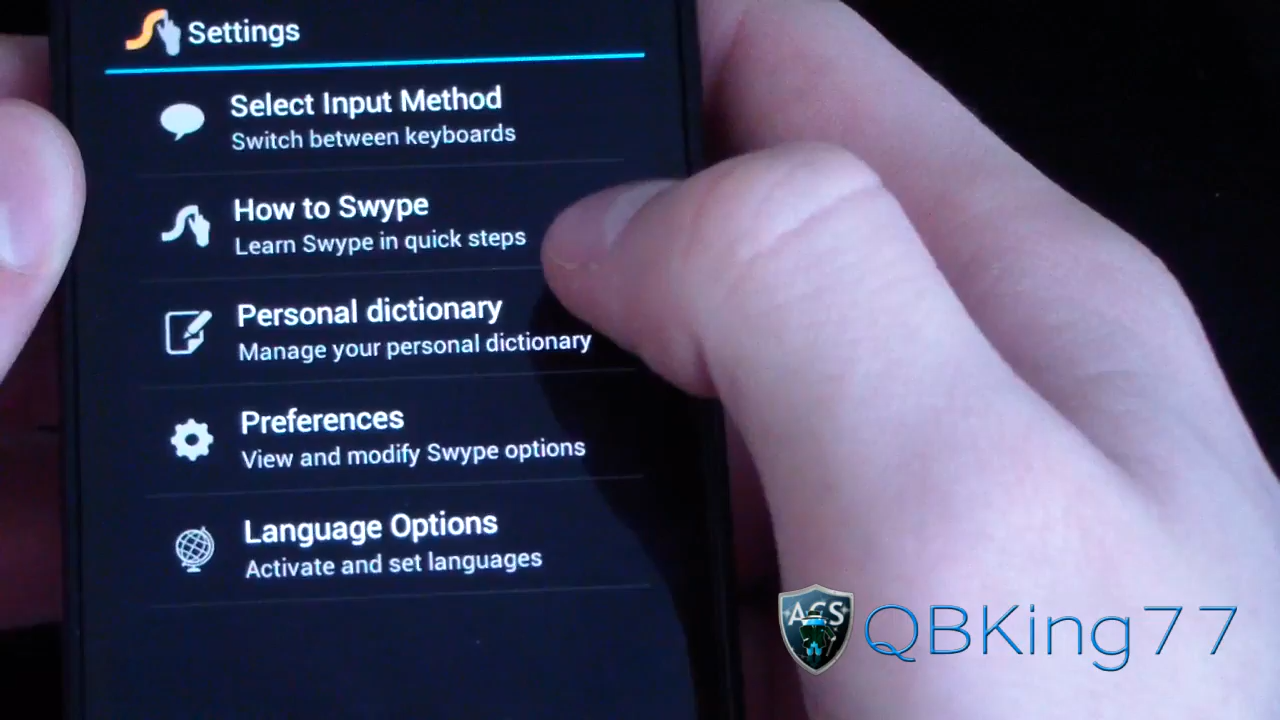 Settings
Select Input Method
Switch between keyboards
How to Swype
Learn Swype in quick steps
Personal dictionary
Manage your personal dictionary
Preferences
View and modify Swype options
Language Options
Activate and set languages
ACS
QBKing77